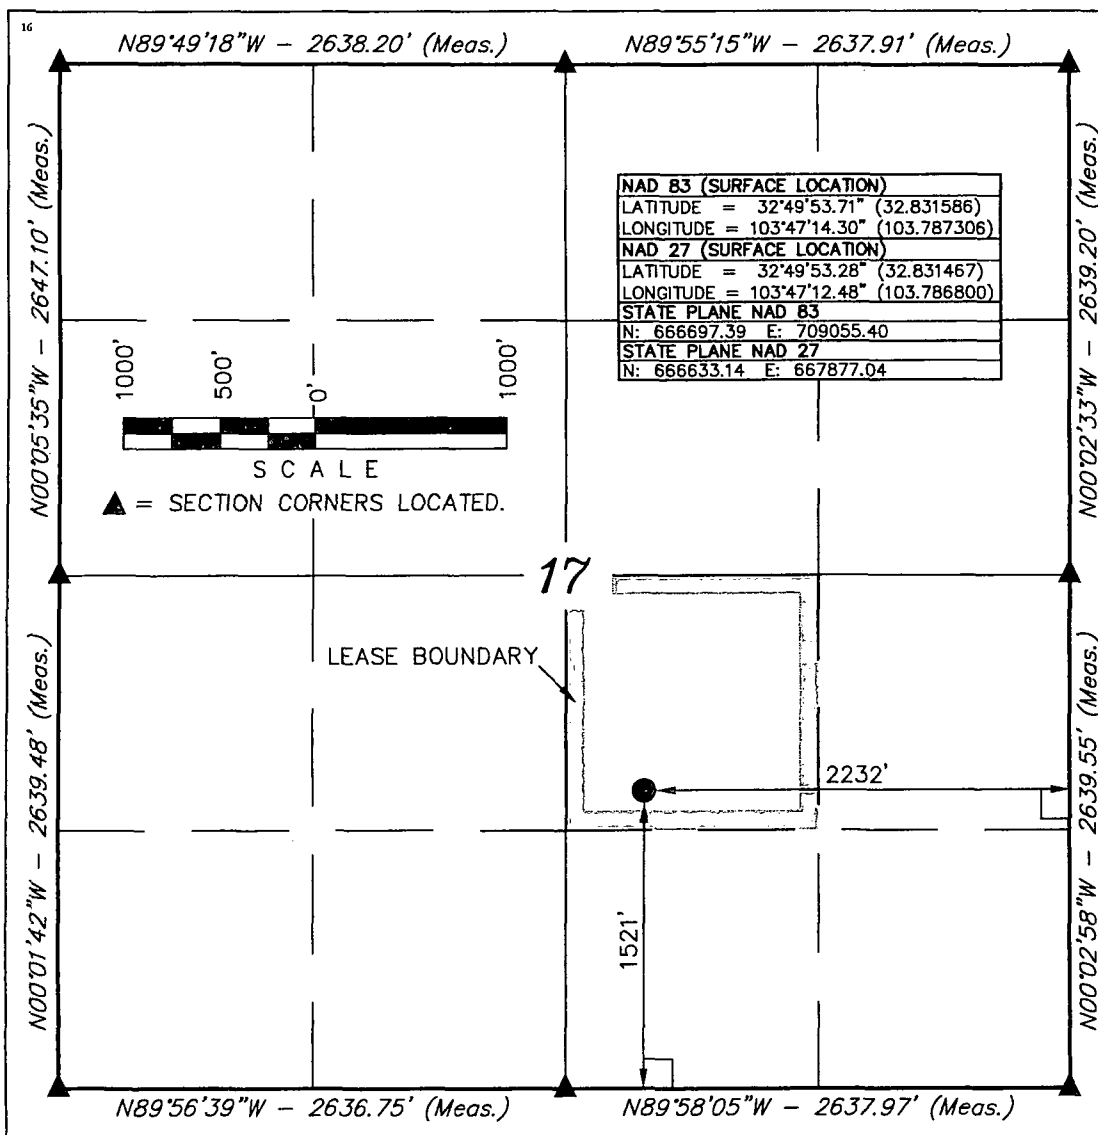 16
N89°49'18"W - 2638.20' (Meas.)
N89°55'15"W - 2637.91' (Meas.)
N00°05'35"W - 2647.10' (Meas.)
N00°02'33"W - 2639.20' (Meas.)
NAD 83 (SURFACE LOCATION)
LATITUDE = 32°49'53.71" (32.831586)
LONGITUDE = 103°47'14.30" (103.787306)
NAD 27 (SURFACE LOCATION)
LATITUDE = 32°49'53.28" (32.831467)
LONGITUDE = 103°47'12.48" (103.786800)
STATE PLANE NAD 83
N: 666697.39 E: 709055.40
STATE PLANE NAD 27
N: 666633.14 E: 667877.04
1000' 500' 0' 1000'
SCALE
▲ = SECTION CORNERS LOCATED.
17
LEASE BOUNDARY
2232'
1521'
N00°01'42"W - 2639.48' (Meas.)
N00°02'58"W - 2639.55' (Meas.)
N89°56'39"W - 2636.75' (Meas.)
N89°58'05"W - 2637.97' (Meas.)